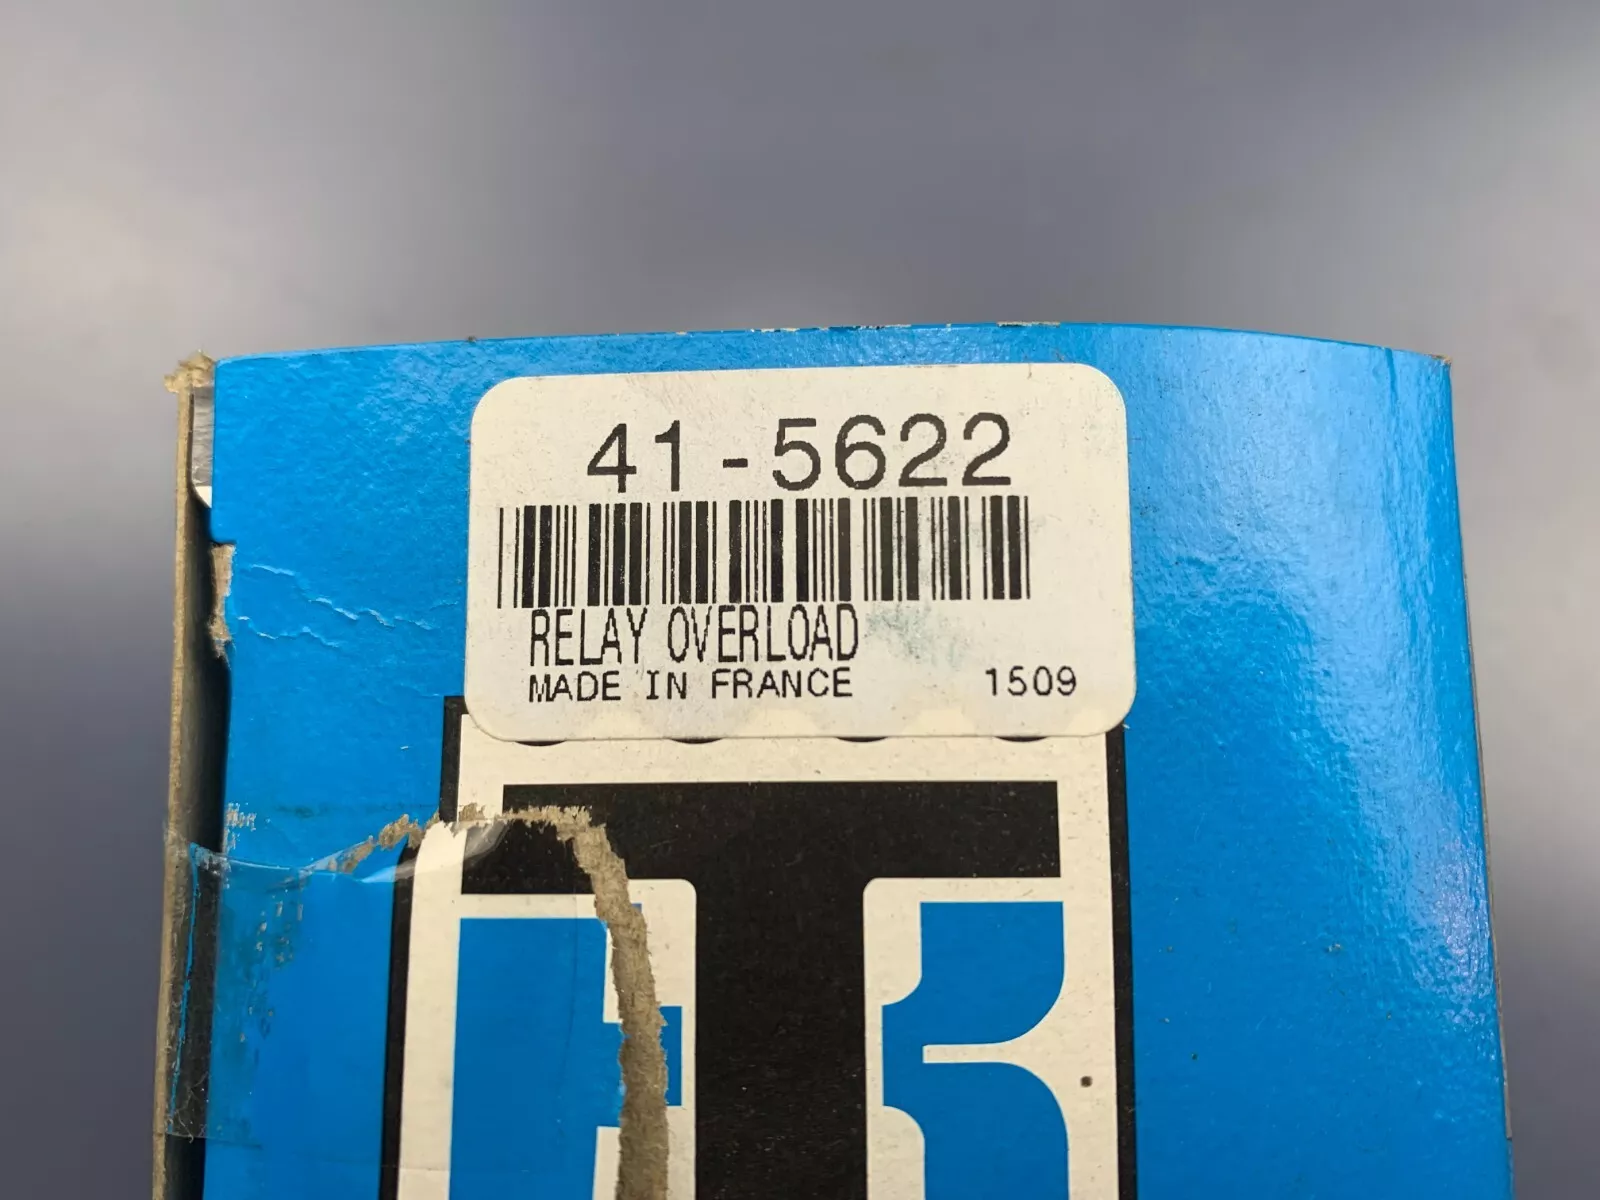 41-5622
RELAY OVERLOAD
MADE IN FRANCE 1509
T